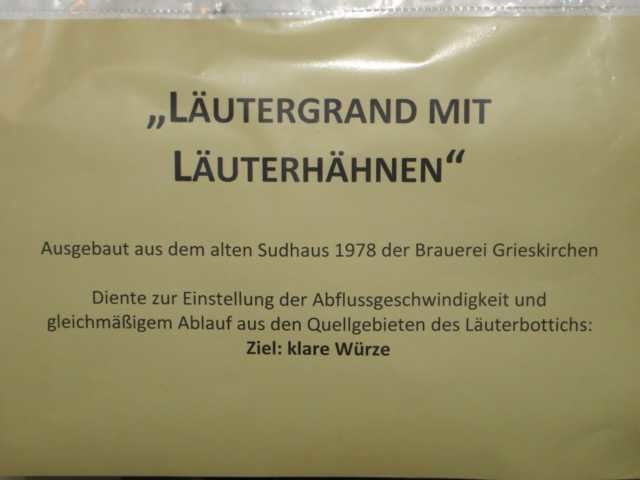 „LÄUTERGRAND MIT
LÄUTERHÄHNEN“
Ausgebaut aus dem alten Sudhaus 1978 der Brauerei Grieskirchen
Diente zur Einstellung der Abflussgeschwindigkeit und
gleichmäßigem Ablauf aus den Quellgebieten des Läuterbottichs:
Ziel: klare Würze